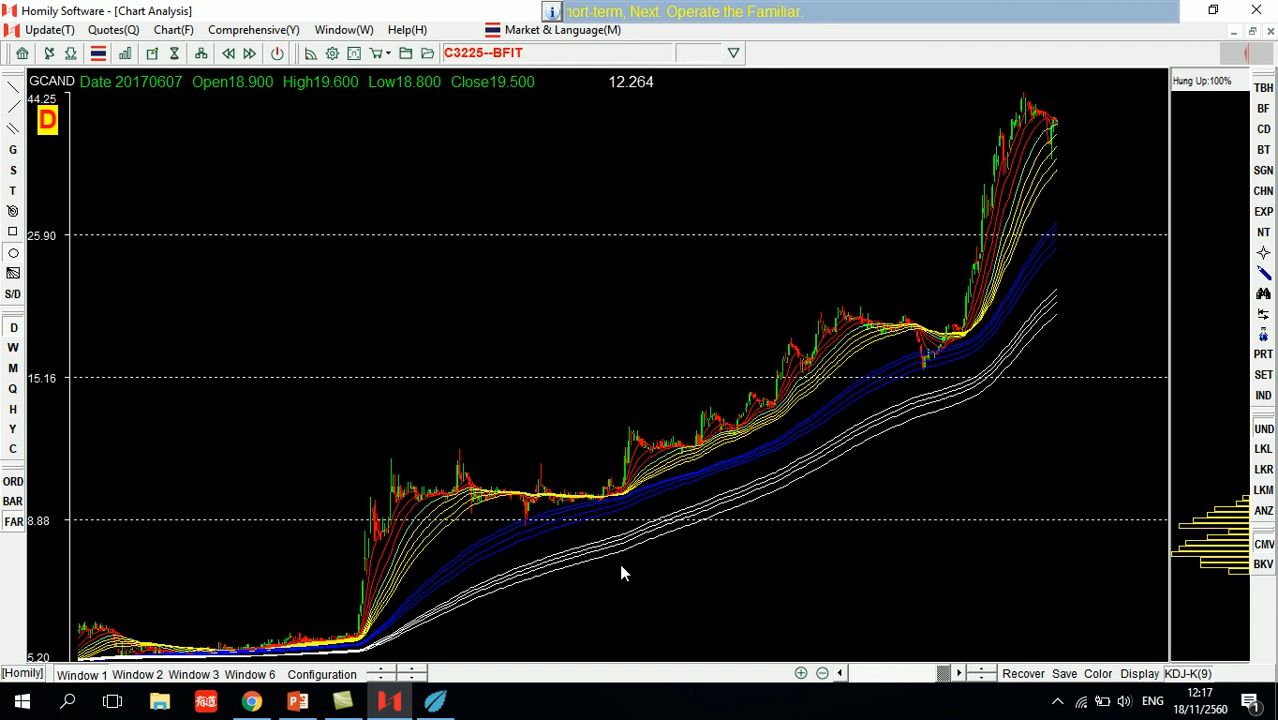 Homily Software - [Chart Analysis]
hort-term, Next. Operate the Familiar.
Update(T) Quotes(Q) Chart(F) Comprehensive(Y) Window(W) Help(H) Market & Language(M)
C3225--BFIT
GCAND Date 20170607 Open18.900 High19.600 Low18.800 Close19.500 12.264
Hung Up:100%
44.25
D
25.90
15.16
8.88
5.20
G
S
T
S/D
D
W
M
Q
H
Y
C
ORD
BAR
FAR
TBH
BF
CD
BT
SGN
CHN
EXP
NT
PRT
SET
IND
UND
LKL
LKR
LKM
ANZ
CMV
BKV
[Homily] Window 1 Window 2 Window 3 Window 6 Configuration Recover Save Color Display KDJ-K(9)
有道
ENG
12:17
18/11/2560
1